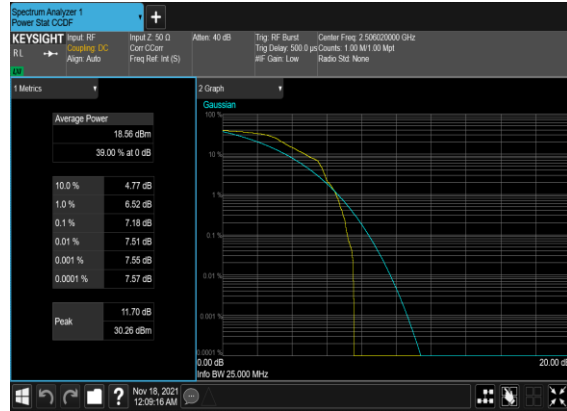 Spectrum Analyzer 1
Power Stat CCDF
KEYSIGHT
RL
Input: RF
Coupling: DC
Align: Auto
Input Z: 50 Ω
Corr CCorr
Freq Ref: Int (S)
Atten: 40 dB
Trig: RF Burst
Trig Delay: 500.0 µs
#IF Gain: Low
Center Freq: 2.506020000 GHz
Counts: 1.00 M/1.00 Mpt
Radio Std: None
1 Metrics
Average Power
18.56 dBm
39.00 % at 0 dB
10.0 % 4.77 dB
1.0 % 6.52 dB
0.1 % 7.18 dB
0.01 % 7.51 dB
0.001 % 7.55 dB
0.0001 % 7.57 dB
Peak
11.70 dB
30.26 dBm
2 Graph
Gaussian
100 %
10 %
1 %
0.1 %
0.01 %
0.001 %
0.0001 %
0.00 dB
20.00 dB
Info BW 25.000 MHz
?
Nov 18, 2021
12:09:16 AM